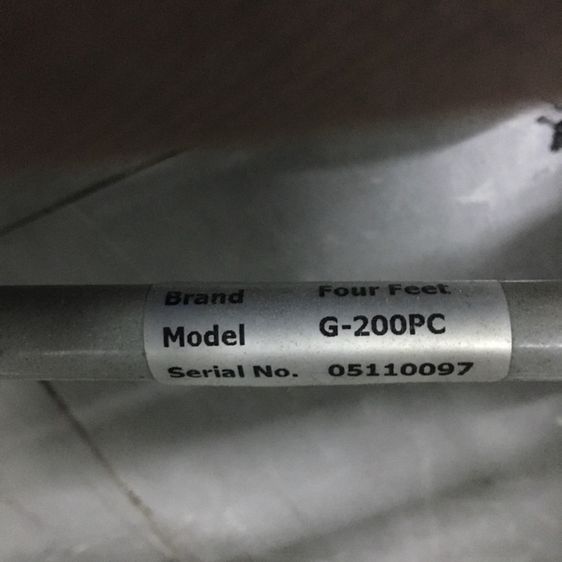 Brand Four Feet
Model G-200PC
Serial No. 05110097